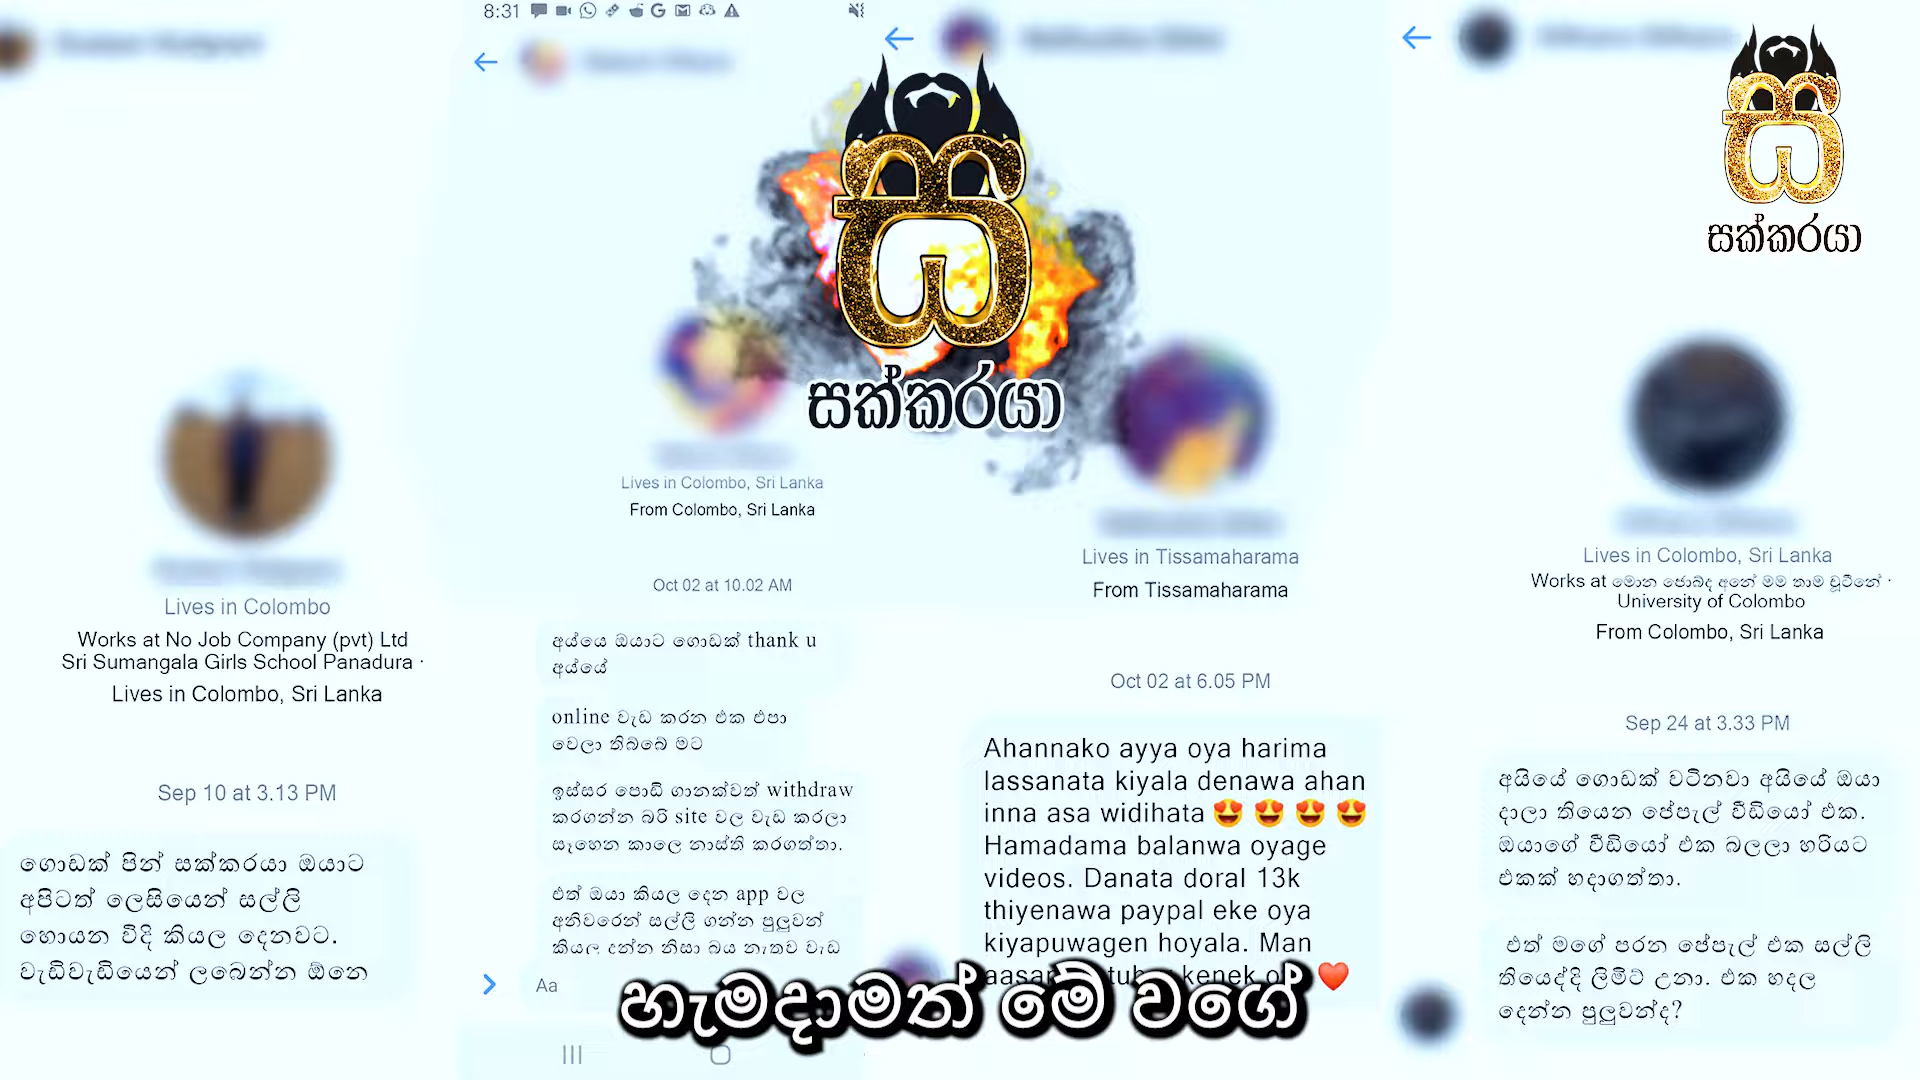 Lives in Colombo
Works at No Job Company (pvt) Ltd
Sri Sumangala Girls School Panadura ·
Lives in Colombo, Sri Lanka
Sep 10 at 3.13 PM
ගොඩක් පින් සක්කරයා ඔයාට
අපිටත් ලෙසියෙන් සල්ලි
හොයන විදි කියල දෙනවට.
වැඩිවැඩියෙන් ලබෙන්න ඕනෙ
8:31
Lives in Colombo, Sri Lanka
From Colombo, Sri Lanka
Oct 02 at 10.02 AM
අය්යෙ ඔයාට ගොඩක් thank u
අය්යේ
online වැඩ කරන එක එපා
වෙලා තිබ්බේ මට
ඉස්සර පොඩි ගානක්වත් withdraw
කරගන්න බරි site වල වැඩ කරලා
සෑහෙන කාලෙ නාස්ති කරගත්තා.
එත් ඔයා කියල දෙන app වල
අනිවරෙන් සල්ලි ගන්න පුලුවන්
කියල දන්න නිසා බය නැතුව වැඩ
Aa
සක්කරයා
Lives in Tissamaharama
From Tissamaharama
Oct 02 at 6.05 PM
Ahannako ayya oya harima
lassanata kiyala denawa ahan
inna asa widihata 😍 😍 😍 😍
Hamadama balanwa oyage
videos. Danata doral 13k
thiyenawa paypal eke oya
kiyapuwagen hoyala. Man
kenek ❤️
සක්කරයා
Lives in Colombo, Sri Lanka
Works at මොන ජොබ්ද අනේ මම තාම චූටිනේ ·
University of Colombo
From Colombo, Sri Lanka
Sep 24 at 3.33 PM
අයියේ ගොඩක් වටිනවා අයියේ ඔයා
දාලා තියෙන පේපැල් වීඩියෝ එක.
ඔයාගේ වීඩියෝ එක බලලා හරියට
එකක් හදාගත්තා.
එත් මගේ පරන පේපැල් එක සල්ලි
තියෙද්දි ලිමිට් උනා. එක හදල
දෙන්න පුලුවන්ද?
හැමදාමත් මේ වගේ